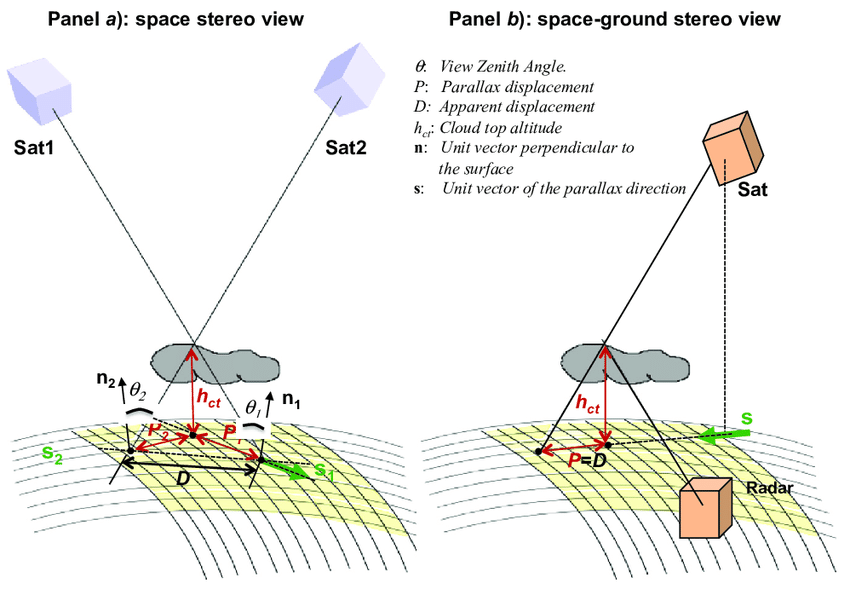 Panel a): space stereo view
Panel b): space-ground stereo view
θ: View Zenith Angle.
P: Parallax displacement
D: Apparent displacement
hcl: Cloud top altitude
n: Unit vector perpendicular to
the surface
s: Unit vector of the parallax direction
Sat1
Sat2
Sat
n2
θ2
hct
θ1
n1
P2
P1
s2
D
s1
hct
s
P=D
Radar